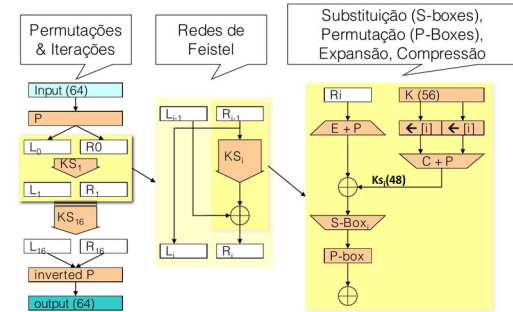 Permutações
& Iterações
Redes de
Feistel
Substituição (S-boxes),
Permutação (P-Boxes),
Expansão, Compressão
Input (64)
P
L0 R0
KS1
L1 R1
KS16
L16 R16
inverted P
output (64)
Li-1 Ri-1
KSi
Li Ri
Ri K (56)
E + P ← [i] ← [i]
C + P
Ksi(48)
S-Boxi
P-box